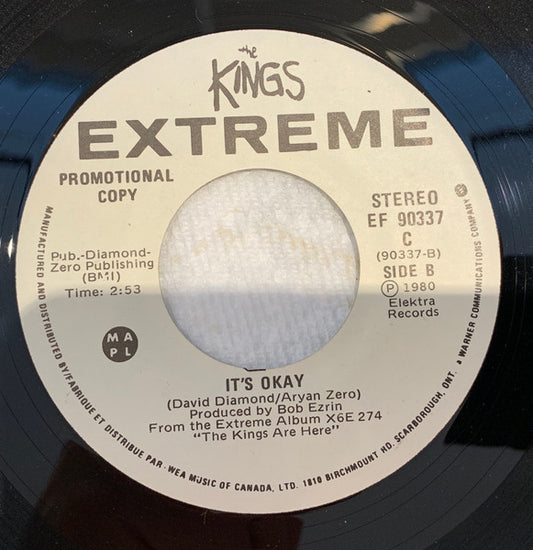 the
KINGS
EXTREME
PROMOTIONAL
COPY
Pub.-Diamond-
Zero Publishing
(BMI)
Time: 2:53
STEREO
EF 90337
C
(90337-B)
SIDE B
Ⓟ 1980
Elektra
Records
M A
P L
IT'S OKAY
(David Diamond/Aryan Zero)
Produced by Bob Ezrin
From the Extreme Album X6E 274
"The Kings Are Here"
MANUFACTURED AND DISTRIBUTED BY/FABRIQUE ET DISTRIBUE PAR-WEA MUSIC OF CANADA, LTD. 1810 BIRCHMOUNT RD. SCARBOROUGH, ONT. A WARNER COMMUNICATIONS COMPANY